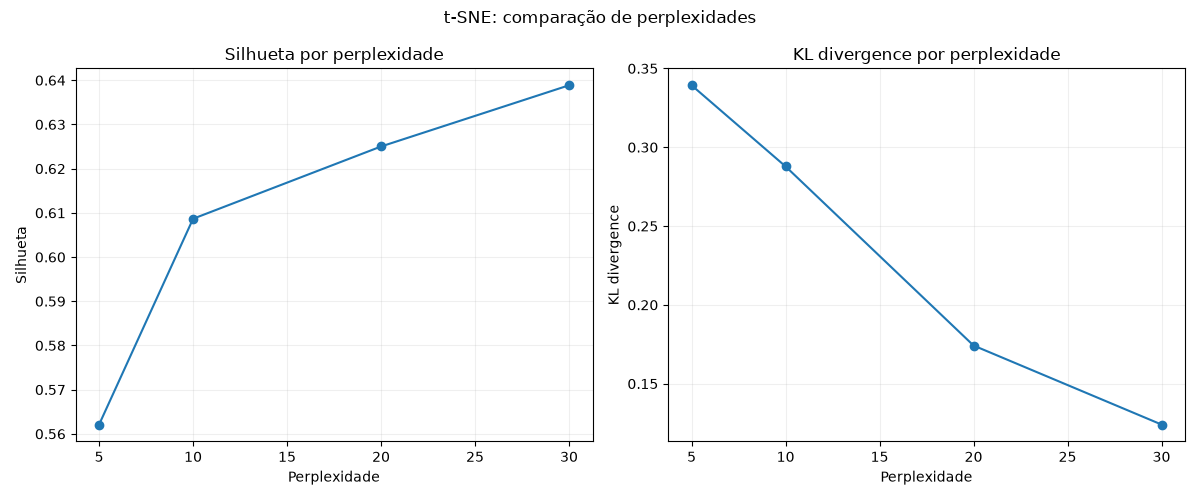 t-SNE: comparação de perplexidades
Silhueta por perplexidade
Silhueta
0.64
0.63
0.62
0.61
0.60
0.59
0.58
0.57
0.56
5 10 15 20 25 30
Perplexidade
KL divergence por perplexidade
KL divergence
0.35
0.30
0.25
0.20
0.15
5 10 15 20 25 30
Perplexidade